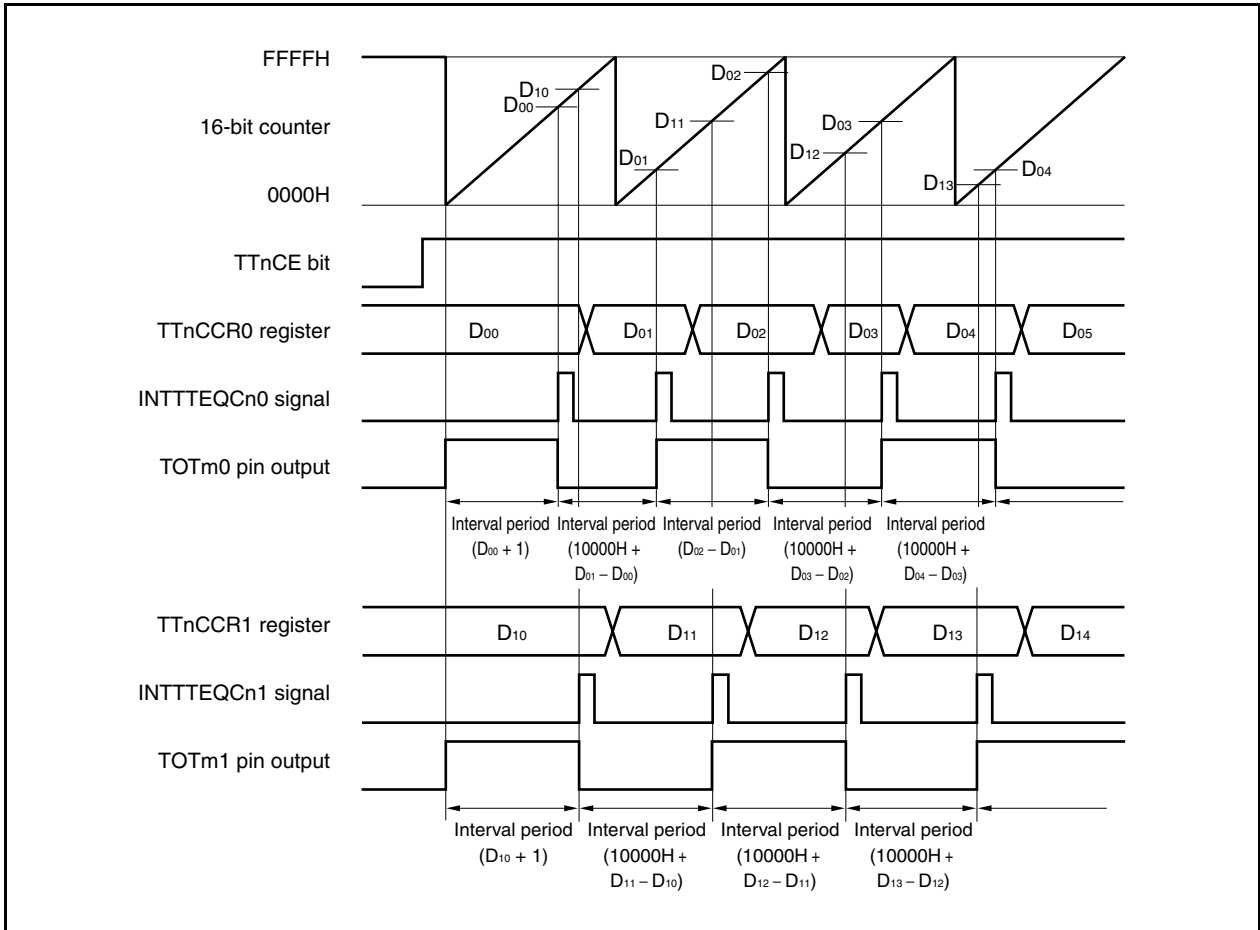 FFFFH
16-bit counter
0000H
D10
D00
D01
D11
D02
D12
D03
D13
D04
TTnCE bit
TTnCCR0 register
D00
D01
D02
D03
D04
D05
INTTTEQCn0 signal
TOTm0 pin output
Interval period
(D00 + 1)
Interval period
(10000H +
D01 – D00)
Interval period
(D02 – D01)
Interval period
(10000H +
D03 – D02)
Interval period
(10000H +
D04 – D03)
TTnCCR1 register
D10
D11
D12
D13
D14
INTTTEQCn1 signal
TOTm1 pin output
Interval period
(D10 + 1)
Interval period
(10000H +
D11 – D10)
Interval period
(10000H +
D12 – D11)
Interval period
(10000H +
D13 – D12)